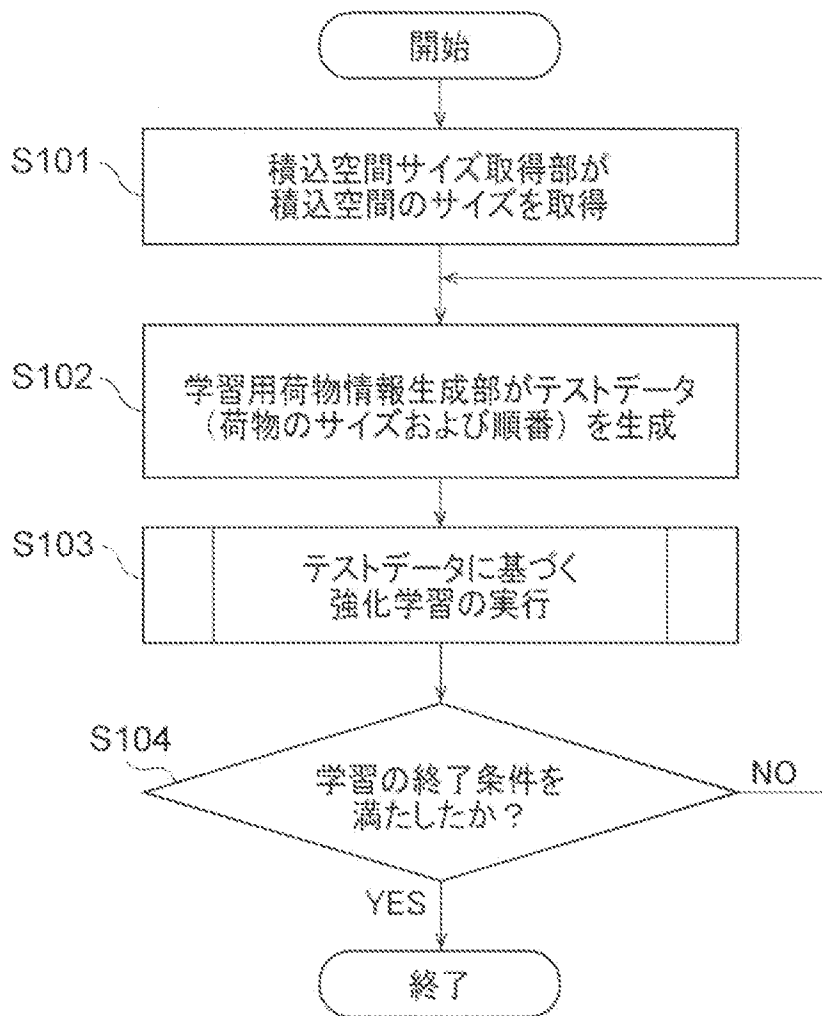 開始
S101
積込空間サイズ取得部が
積込空間のサイズを取得
S102
学習用荷物情報生成部がテストデータ
(荷物のサイズおよび順番)を生成
S103
テストデータに基づく
強化学習の実行
S104
学習の終了条件を
満たしたか?
NO
YES
終了